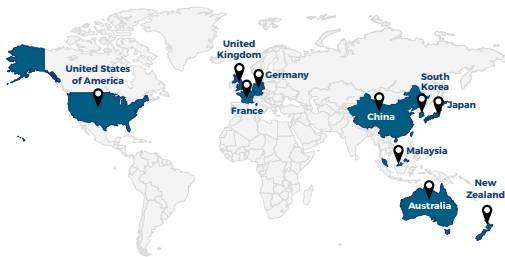 United States
of America
United
Kingdom
Germany
France
China
South
Korea
Japan
Malaysia
Australia
New
Zealand